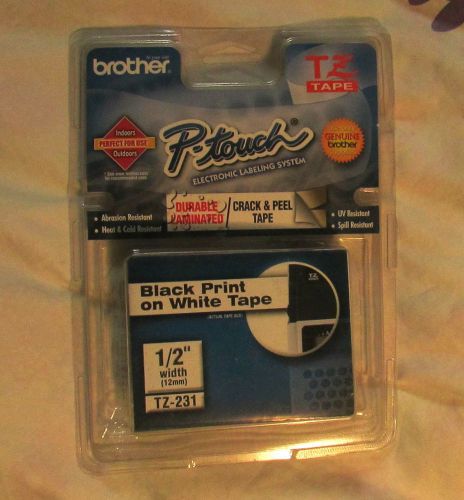 brother
TZ
TAPE
Indoors
PERFECT FOR USE
Outdoors
GENUINE
brother
P-touch®
ELECTRONIC LABELING SYSTEM
DURABLE
LAMINATED
/
CRACK & PEEL
TAPE
• Abrasion Resistant
• Heat & Cold Resistant
• UV Resistant
• Spill Resistant
Black Print
on White Tape
TZ
1/2"
width
(12mm)
TZ-231